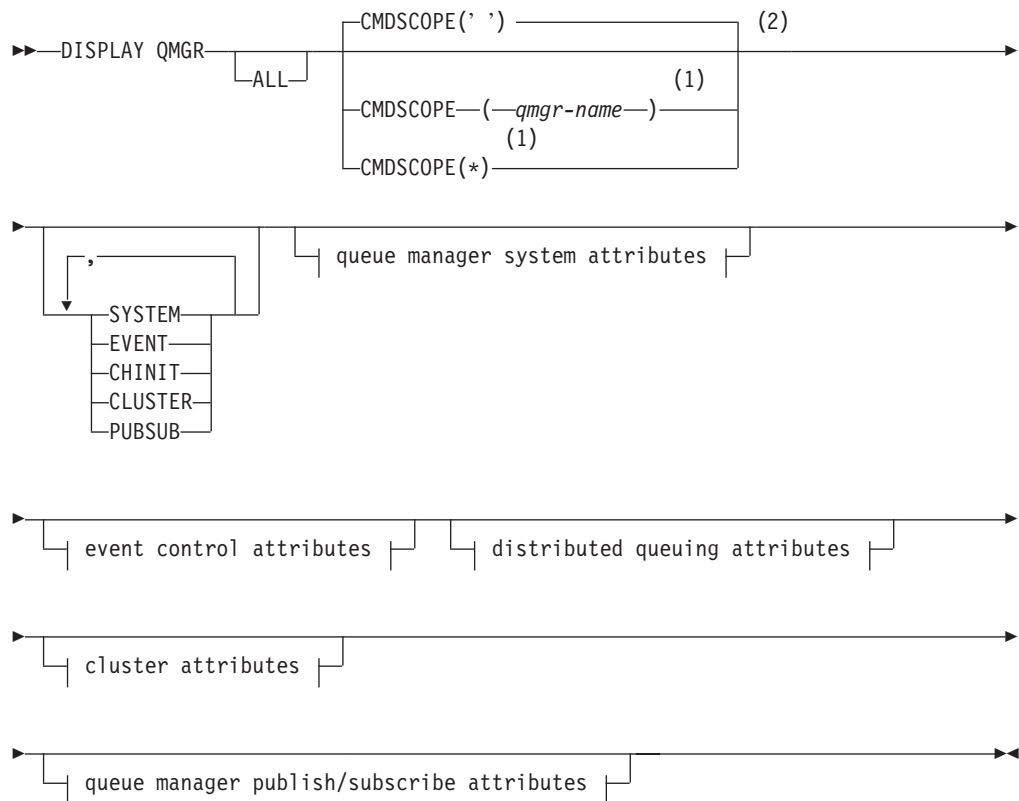 CMDSCOPE(' ') (2)
DISPLAY QMGR
ALL
(1)
CMDSCOPE ( qmgr-name )
(1)
CMDSCOPE(*)
queue manager system attributes
,
SYSTEM
EVENT
CHINIT
CLUSTER
PUBSUB
event control attributes distributed queuing attributes
cluster attributes
queue manager publish/subscribe attributes